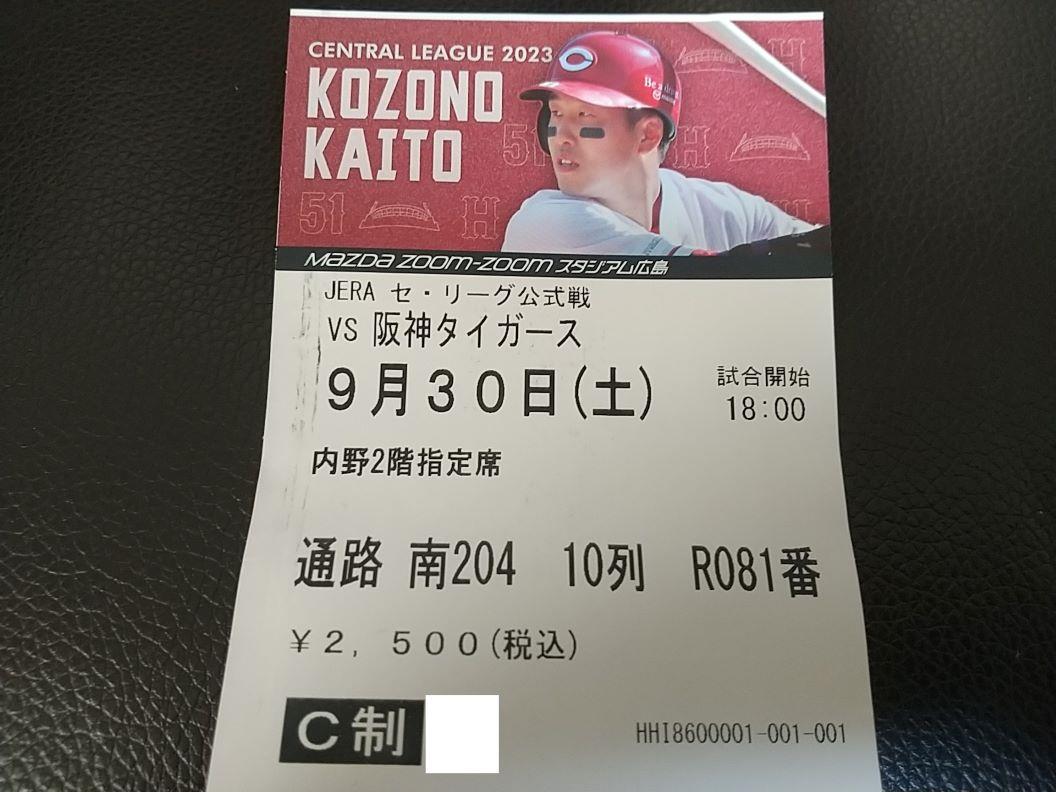 CENTRAL LEAGUE 2023
KOZONO
KAITO
51
H
51
H
H
MAZDA ZOOM-ZOOM スタジアム広島
JERA セ・リーグ公式戦
VS 阪神タイガース
9月30日(土)
試合開始
18:00
内野2階指定席
通路 南204 10列 R081番
¥2,500(税込)
C制
HHI8600001-001-001